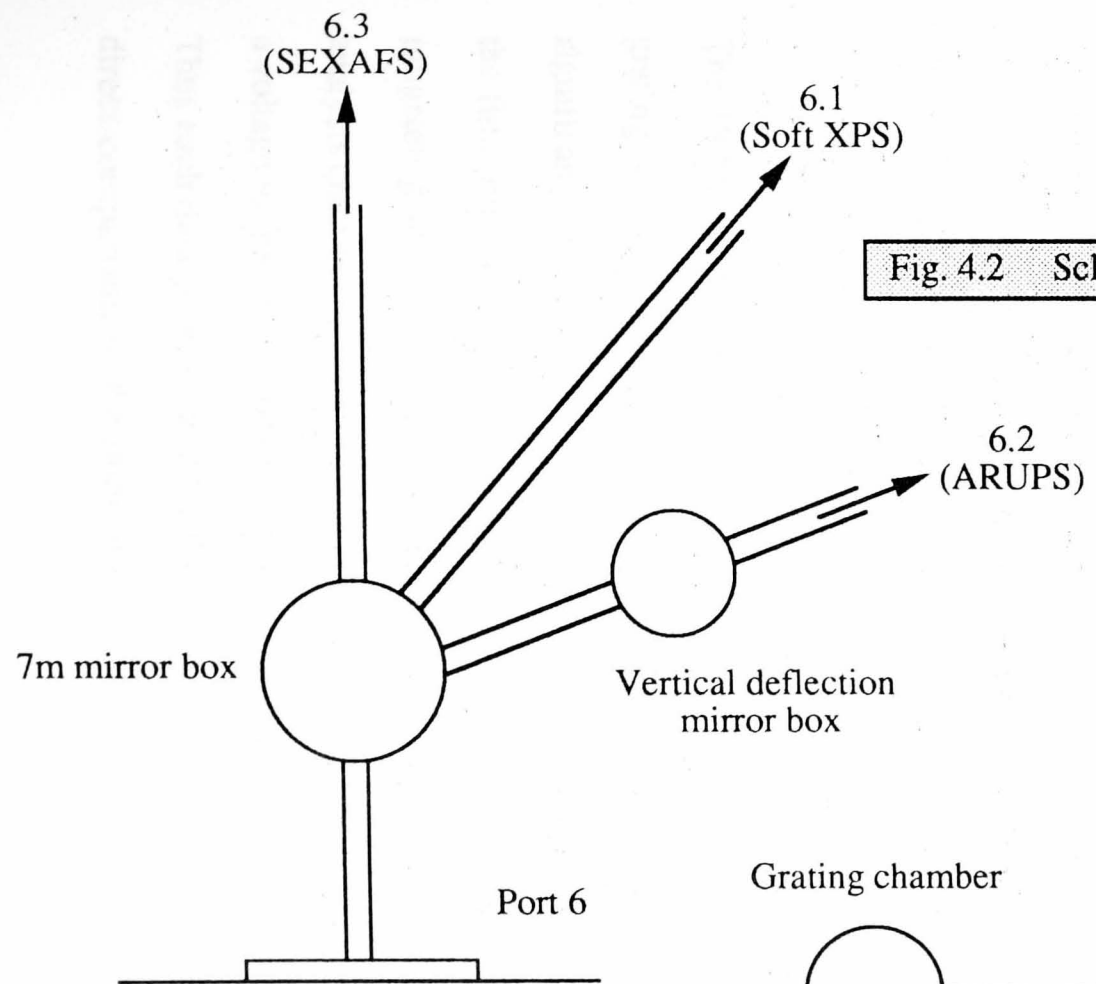 6.3
(SEXAFS)
6.1
(Soft XPS)
Fig. 4.2
6.2
(ARUPS)
7m mirror box
Vertical deflection
mirror box
Port 6
Grating chamber